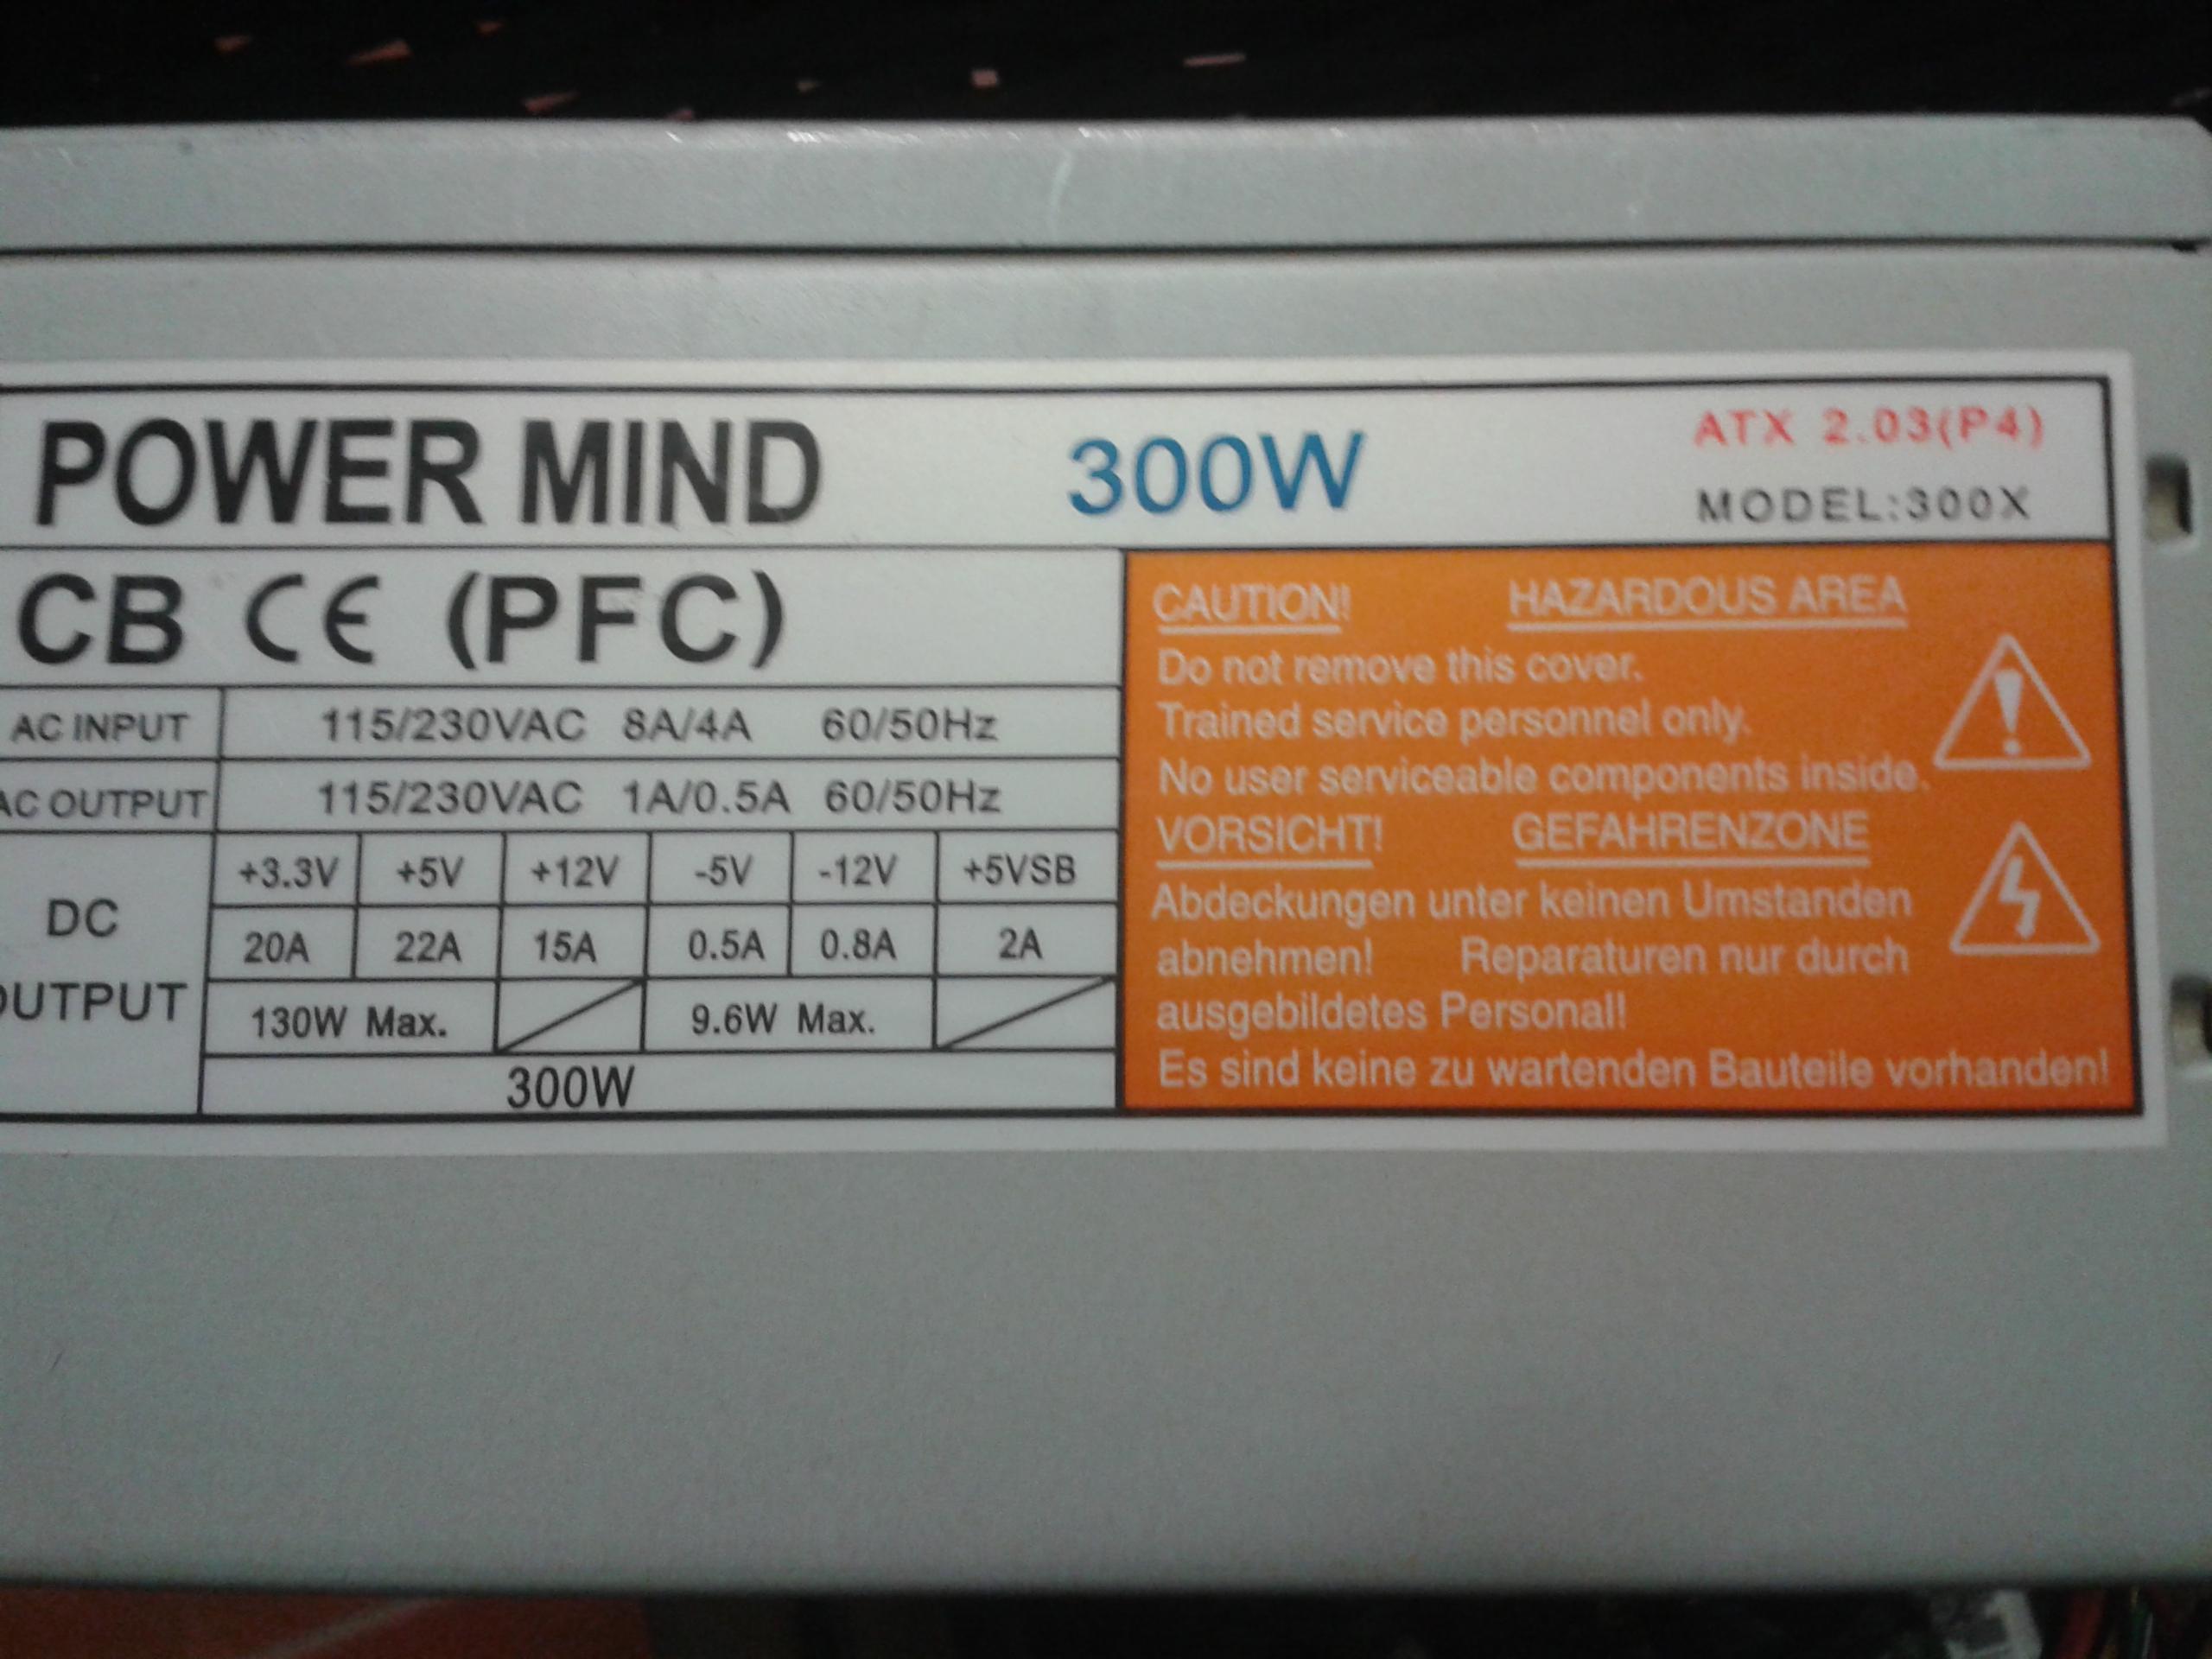 POWER MIND 300W ATX 2.03(P4)
MODEL:300X
CB CE (PFC)
AC INPUT 115/230VAC 8A/4A 60/50Hz
AC OUTPUT 115/230VAC 1A/0.5A 60/50Hz
DC OUTPUT
+3.3V +5V +12V -5V -12V +5VSB
20A 22A 15A 0.5A 0.8A 2A
130W Max. 9.6W Max.
300W
CAUTION! HAZARDOUS AREA
Do not remove this cover.
Trained service personnel only.
No user serviceable components inside.
VORSICHT! GEFAHRENZONE
Abdeckungen unter keinen Umstanden
abnehmen! Reparaturen nur durch
ausgebildetes Personal!
Es sind keine zu wartenden Bauteile vorhanden!